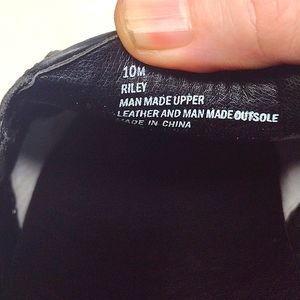 10M
RILEY
MAN MADE UPPER
LEATHER AND MAN MADE OUTSOLE
MADE IN CHINA